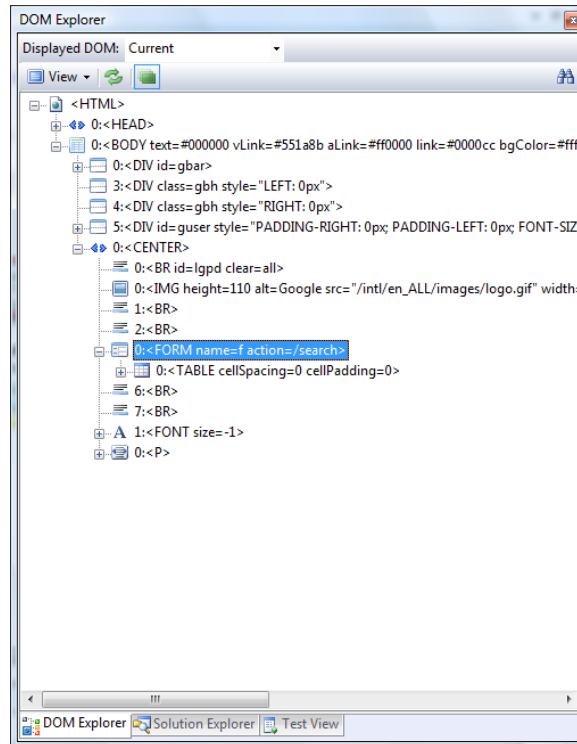 DOM Explorer
Displayed DOM: Current
View
<HTML>
0:<HEAD>
0:<BODY text=#000000 vLink=#551a8b aLink=#ff0000 link=#0000cc bgColor=#fff
0:<DIV id=gbar>
3:<DIV class=gbh style="LEFT: 0px">
4:<DIV class=gbh style="RIGHT: 0px">
5:<DIV id=guser style="PADDING-RIGHT: 0px; PADDING-LEFT: 0px; FONT-SIZ
0:<CENTER>
0:<BR id=lgpd clear=all>
0:<IMG height=110 alt=Google src="/intl/en_ALL/images/logo.gif" width=
1:<BR>
2:<BR>
0:<FORM name=f action=/search>
0:<TABLE cellSpacing=0 cellPadding=0>
6:<BR>
7:<BR>
1:<FONT size=-1>
0:<P>
DOM Explorer Solution Explorer Test View